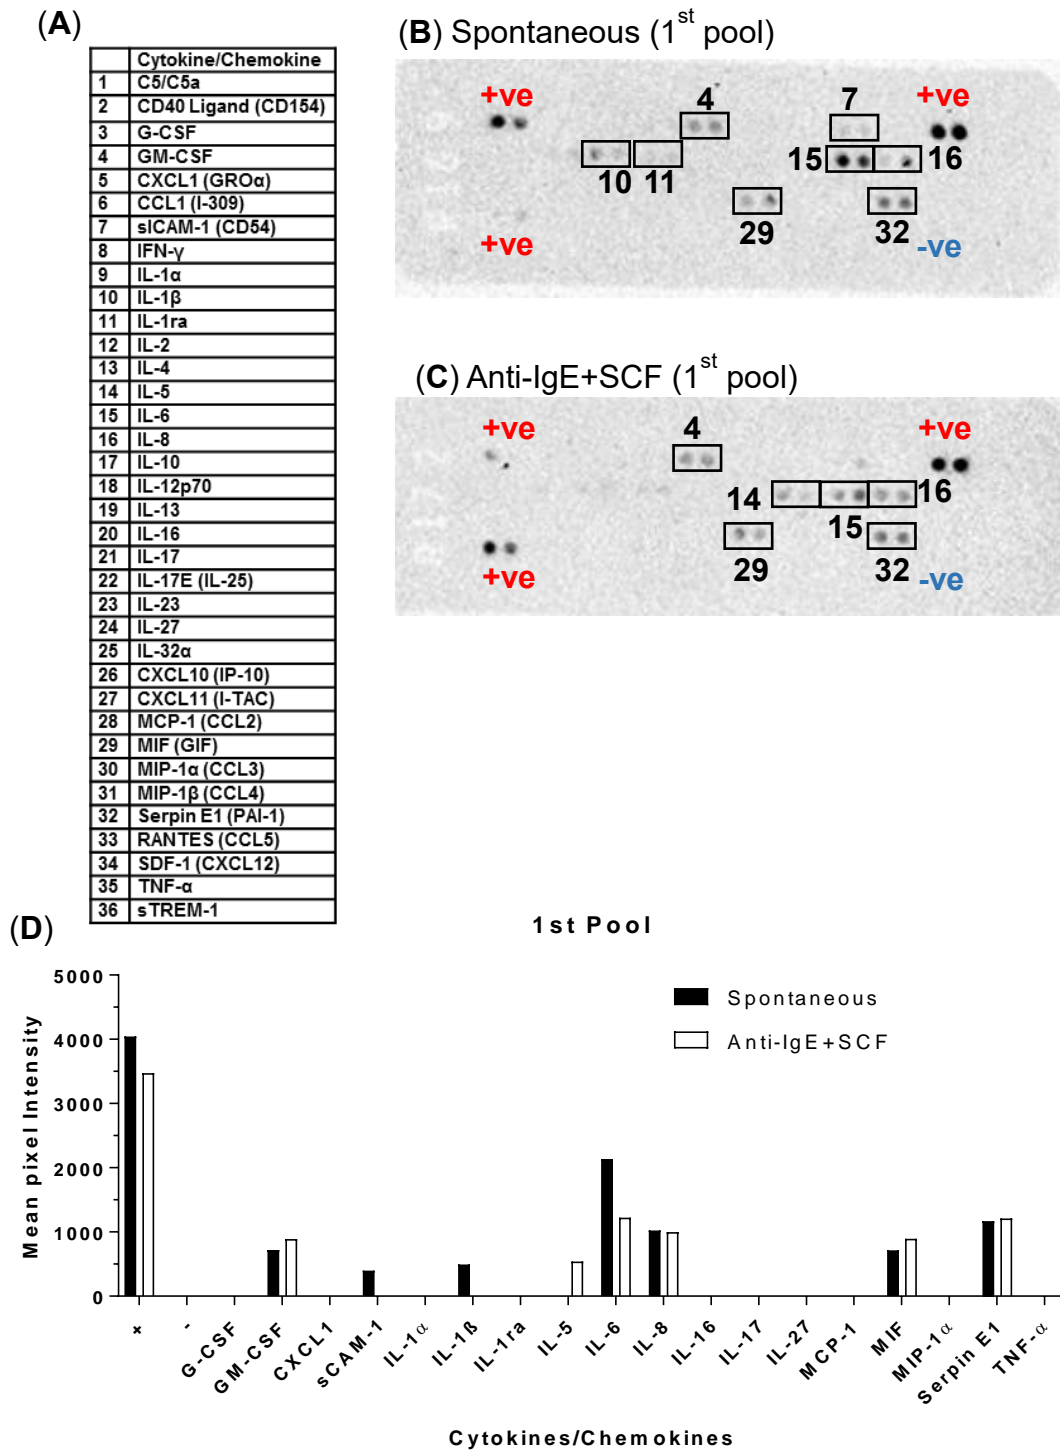 (A)
Cytokine/Chemokine
1 C5/C5a
2 CD40 Ligand (CD154)
3 G-CSF
4 GM-CSF
5 CXCL1 (GROα)
6 CCL1 (I-309)
7 sICAM-1 (CD54)
8 IFN-γ
9 IL-1α
10 IL-1β
11 IL-1ra
12 IL-2
13 IL-4
14 IL-5
15 IL-6
16 IL-8
17 IL-10
18 IL-12p70
19 IL-13
20 IL-16
21 IL-17
22 IL-17E (IL-25)
23 IL-23
24 IL-27
25 IL-32α
26 CXCL10 (IP-10)
27 CXCL11 (I-TAC)
28 MCP-1 (CCL2)
29 MIF (GIF)
30 MIP-1α (CCL3)
31 MIP-1β (CCL4)
32 Serpin E1 (PAI-1)
33 RANTES (CCL5)
34 SDF-1 (CXCL12)
35 TNF-α
36 sTREM-1
(B) Spontaneous (1st pool)
+ve 4 7 +ve
15 16
10 11
29 32
+ve -ve
(C) Anti-IgE+SCF (1st pool)
+ve 4 +ve
14 16
15
29 32
+ve -ve
(D)
1st Pool
Mean pixel Intensity
5000
4000
3000
2000
1000
0
Spontaneous
Anti-IgE+SCF
+
-
G-CSF
GM-CSF
CXCL1
sCAM-1
IL-1α
IL-1ß
IL-1ra
IL-5
IL-6
IL-8
IL-16
IL-17
IL-27
MCP-1
MIF
MIP-1α
Serpin E1
TNF-α
Cytokines/Chemokines